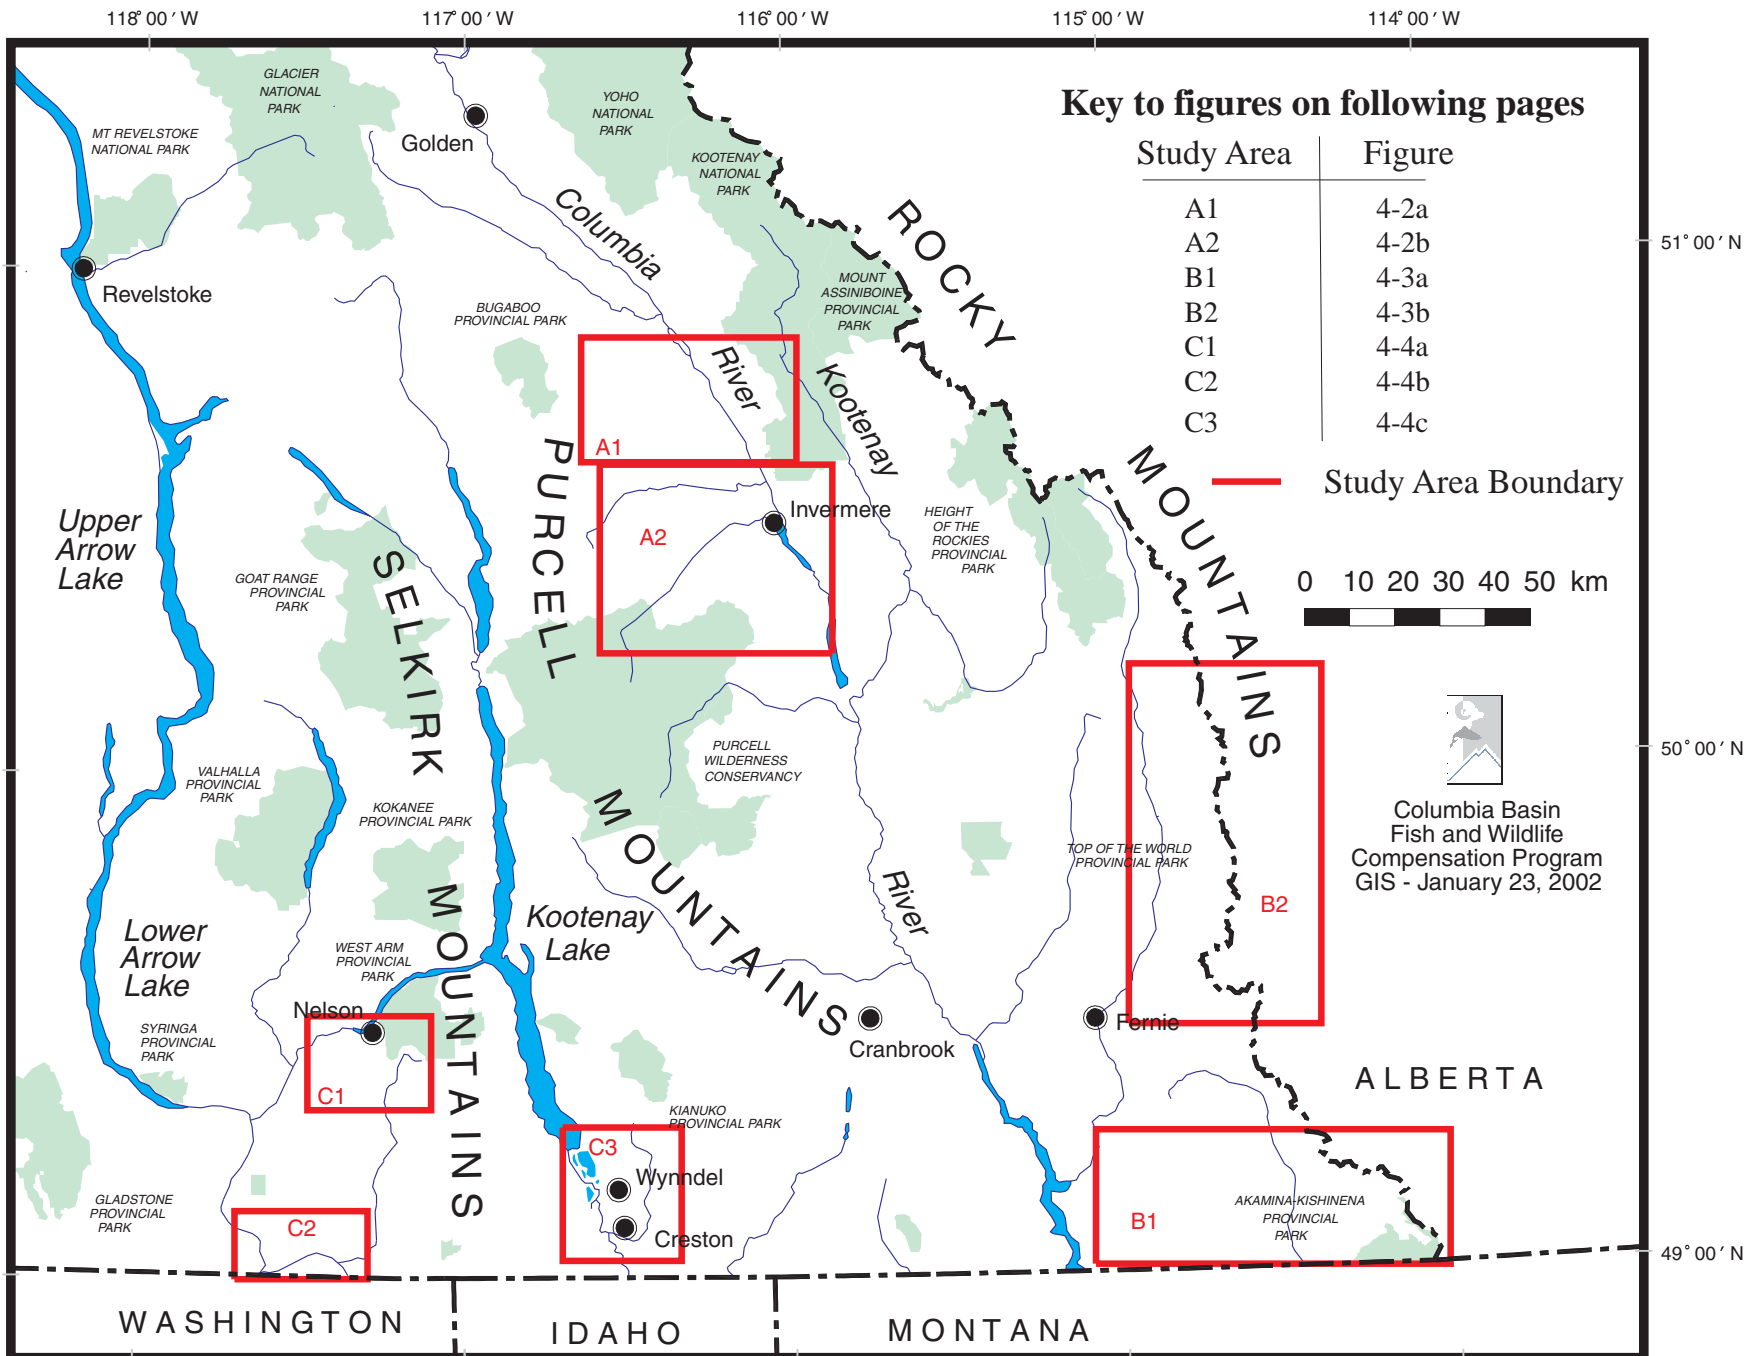 118°00′W 117°00′W 116°00′W 115°00′W 114°00′W
GLACIER
NATIONAL
PARK
YOHO
NATIONAL
PARK
Key to figures on following pages
Study Area Figure
A1 4-2a
A2 4-2b
B1 4-3a
B2 4-3b
C1 4-4a
C2 4-4b
C3 4-4c
Study Area Boundary
MT REVELSTOKE
NATIONAL PARK
Golden
KOOTENAY
NATIONAL
PARK
Columbia
River
ROCKY
MOUNTAINS
51°00′N
Revelstoke
BUGABOO
PROVINCIAL PARK
MOUNT
ASSINIBOINE
PROVINCIAL
PARK
Kootenay
River
A1
PURCELL
MOUNTAINS
Invermere
A2
HEIGHT
OF THE
ROCKIES
PROVINCIAL
PARK
Upper
Arrow
Lake
SELKIRK
MOUNTAINS
GOAT RANGE
PROVINCIAL
PARK
0 10 20 30 40 50 km
50°00′N
VALHALLA
PROVINCIAL
PARK
KOKANEE
PROVINCIAL PARK
PURCELL
WILDERNESS
CONSERVANCY
TOP OF THE WORLD
PROVINCIAL PARK
B2
Columbia Basin
Fish and Wildlife
Compensation Program
GIS - January 23, 2002
Lower
Arrow
Lake
WEST ARM
PROVINCIAL
PARK
Kootenay
Lake
Nelson
Cranbrook
Fernie
SYRINGA
PROVINCIAL
PARK
C1
ALBERTA
KIANUKO
PROVINCIAL PARK
C3
Wynndel
Creston
GLADSTONE
PROVINCIAL
PARK
C2
B1
AKAMINA-KISHINENA
PROVINCIAL
PARK
49°00′N
WASHINGTON
IDAHO
MONTANA